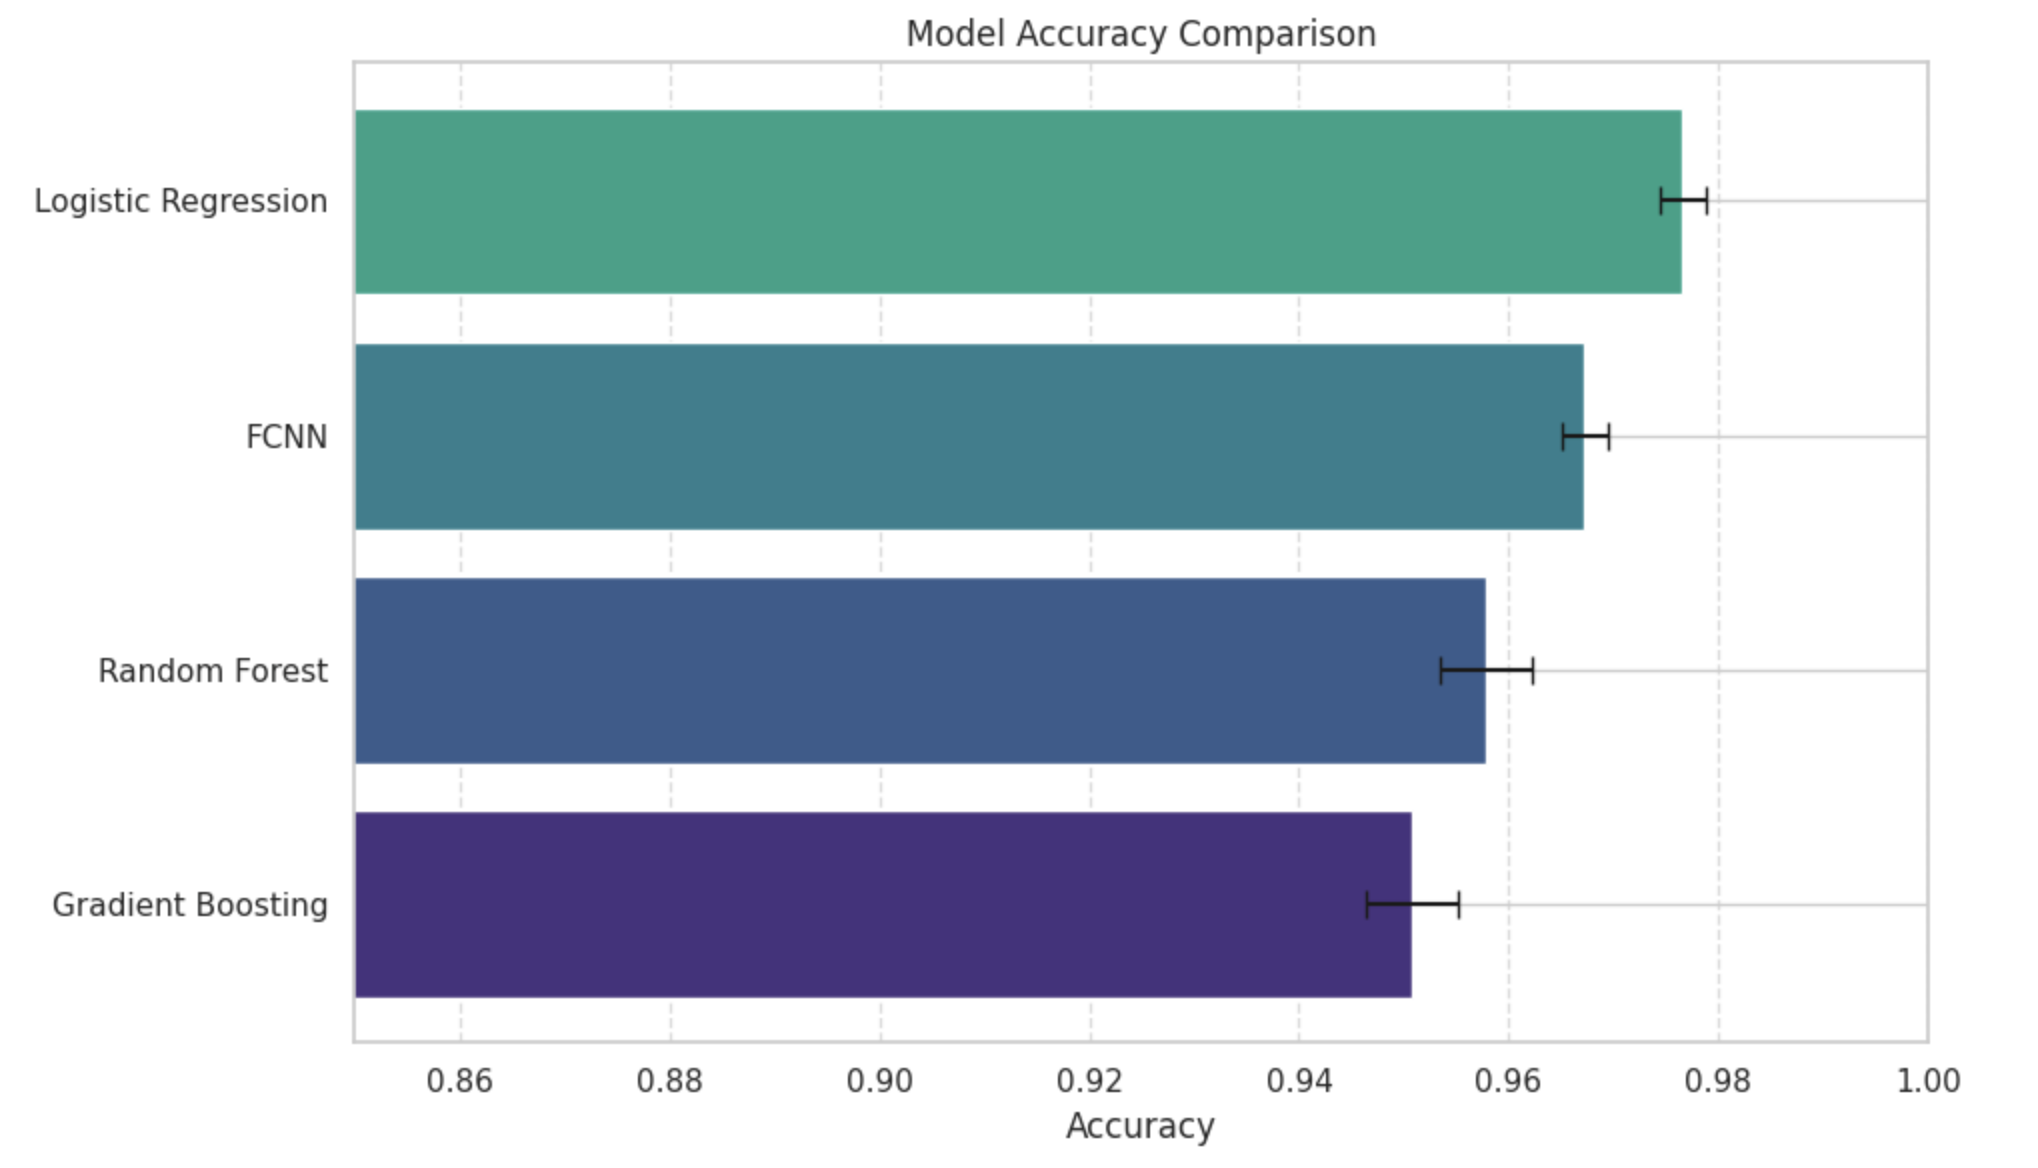 Model Accuracy Comparison
Logistic Regression
FCNN
Random Forest
Gradient Boosting
0.86 0.88 0.90 0.92 0.94 0.96 0.98 1.00
Accuracy